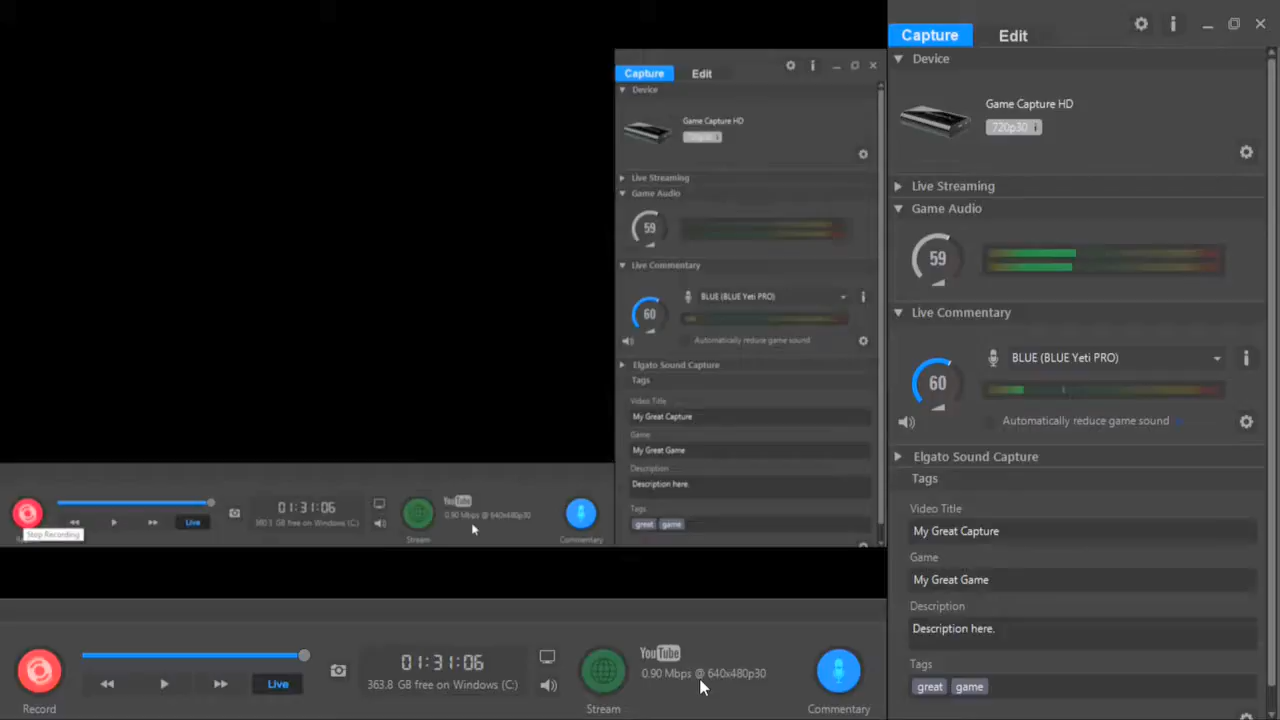 Capture Edit
Device
Game Capture HD
720p30 i
Live Streaming
Game Audio
59
Live Commentary
60
BLUE (BLUE Yeti PRO)
Automatically reduce game sound
Elgato Sound Capture
Tags
Video Title
My Great Capture
Game
My Great Game
Description
Description here.
Tags
great game
Capture Edit
Device
Game Capture HD
Live Streaming
Game Audio
59
Live Commentary
BLUE (BLUE Yeti PRO)
60
Automatically reduce game sound
Elgato Sound Capture
Tags
Video Title
My Great Capture
Game
My Great Game
Description
Description here.
Tags
great game
Stop Recording
Live
01:31:06
GB free on Windows (C:)
Stream
YouTube
0.90 Mbps @ 640x480p30
Commentary
Record
Live
01:31:06
363.8 GB free on Windows (C:)
Stream
YouTube
0.90 Mbps @ 640x480p30
Commentary